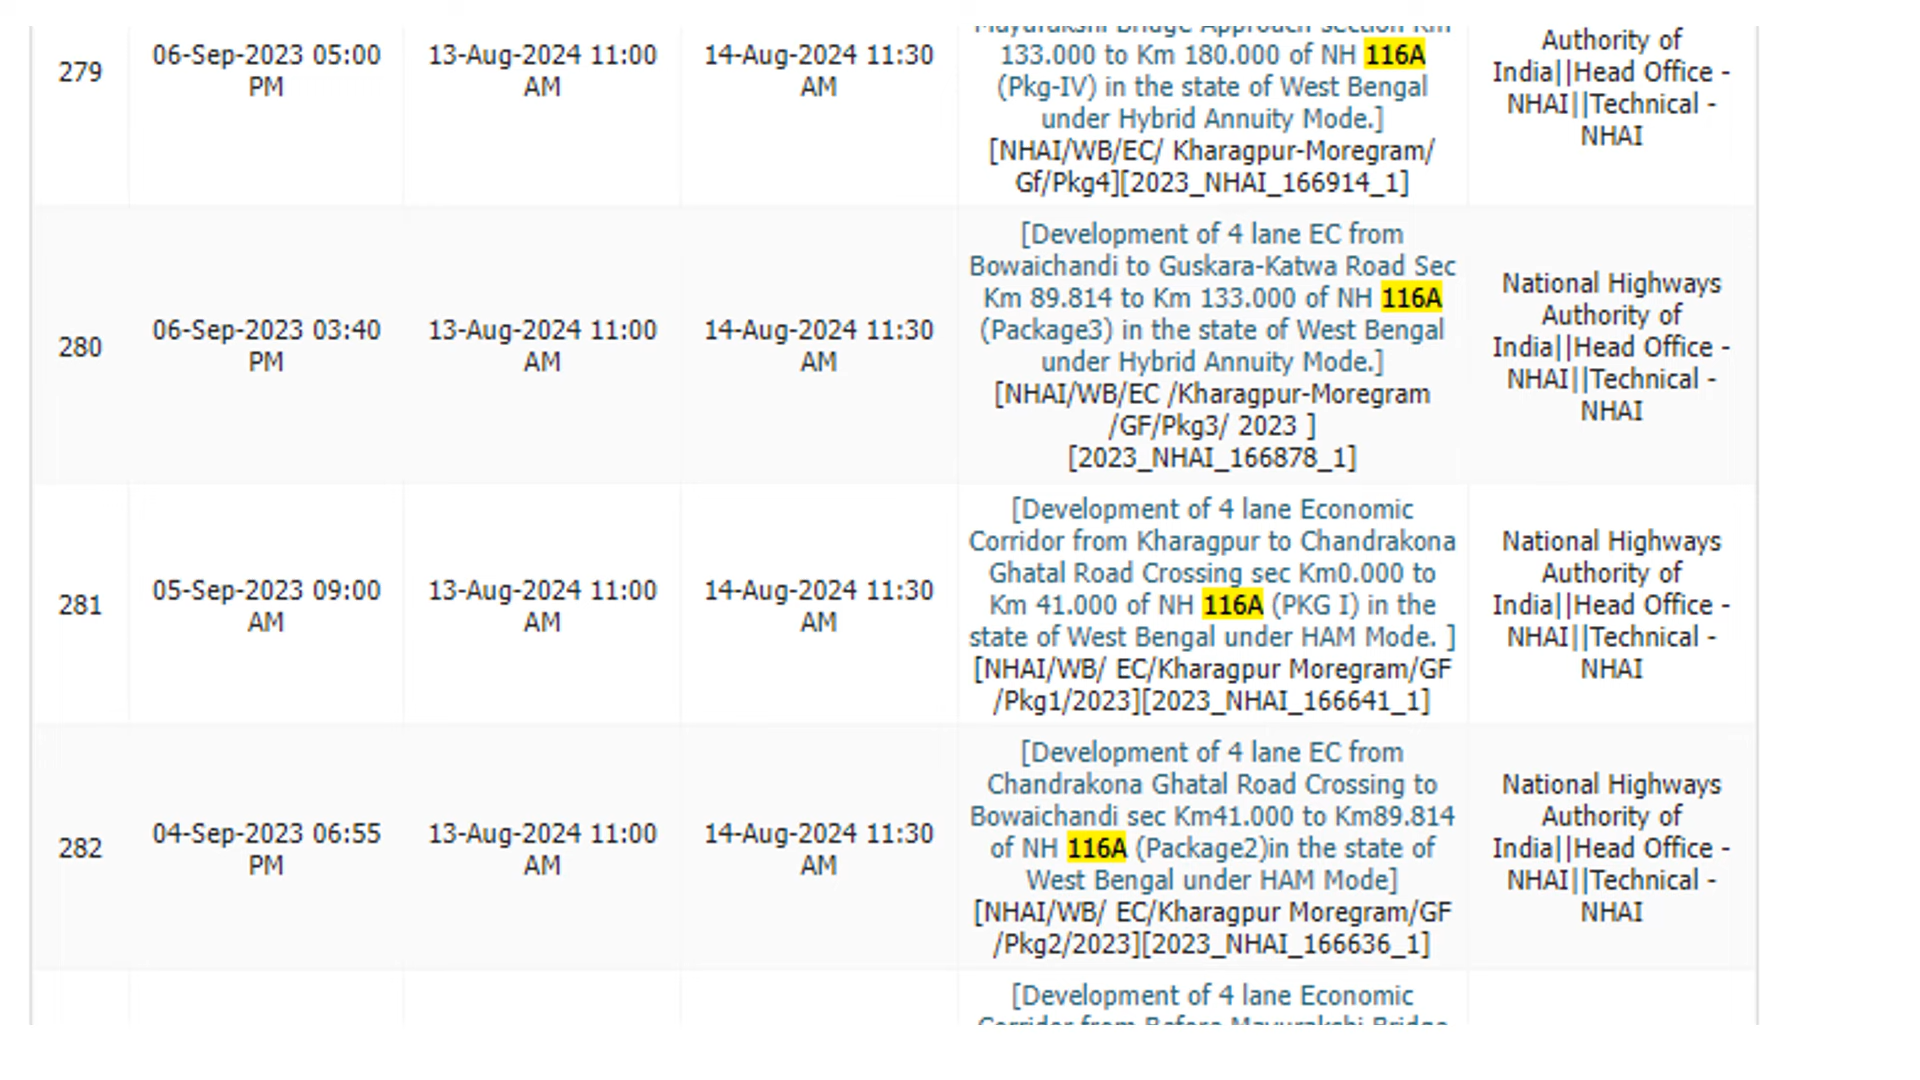 279
06-Sep-2023 05:00
PM
13-Aug-2024 11:00
AM
14-Aug-2024 11:30
AM
Mayurakshi Bridge Approach section Km
133.000 to Km 180.000 of NH 116A
(Pkg-IV) in the state of West Bengal
under Hybrid Annuity Mode.]
[NHAI/WB/EC/ Kharagpur-Moregram/
Gf/Pkg4][2023_NHAI_166914_1]
Authority of
India||Head Office -
NHAI||Technical -
NHAI
280
06-Sep-2023 03:40
PM
13-Aug-2024 11:00
AM
14-Aug-2024 11:30
AM
[Development of 4 lane EC from
Bowaichandi to Guskara-Katwa Road Sec
Km 89.814 to Km 133.000 of NH 116A
(Package3) in the state of West Bengal
under Hybrid Annuity Mode.]
[NHAI/WB/EC /Kharagpur-Moregram
/GF/Pkg3/ 2023 ]
[2023_NHAI_166878_1]
National Highways
Authority of
India||Head Office -
NHAI||Technical -
NHAI
281
05-Sep-2023 09:00
AM
13-Aug-2024 11:00
AM
14-Aug-2024 11:30
AM
[Development of 4 lane Economic
Corridor from Kharagpur to Chandrakona
Ghatal Road Crossing sec Km0.000 to
Km 41.000 of NH 116A (PKG I) in the
state of West Bengal under HAM Mode. ]
[NHAI/WB/ EC/Kharagpur Moregram/GF
/Pkg1/2023][2023_NHAI_166641_1]
National Highways
Authority of
India||Head Office -
NHAI||Technical -
NHAI
282
04-Sep-2023 06:55
PM
13-Aug-2024 11:00
AM
14-Aug-2024 11:30
AM
[Development of 4 lane EC from
Chandrakona Ghatal Road Crossing to
Bowaichandi sec Km41.000 to Km89.814
of NH 116A (Package2)in the state of
West Bengal under HAM Mode]
[NHAI/WB/ EC/Kharagpur Moregram/GF
/Pkg2/2023][2023_NHAI_166636_1]
National Highways
Authority of
India||Head Office -
NHAI||Technical -
NHAI
[Development of 4 lane Economic
Corridor from Before Mayurakshi Bridge